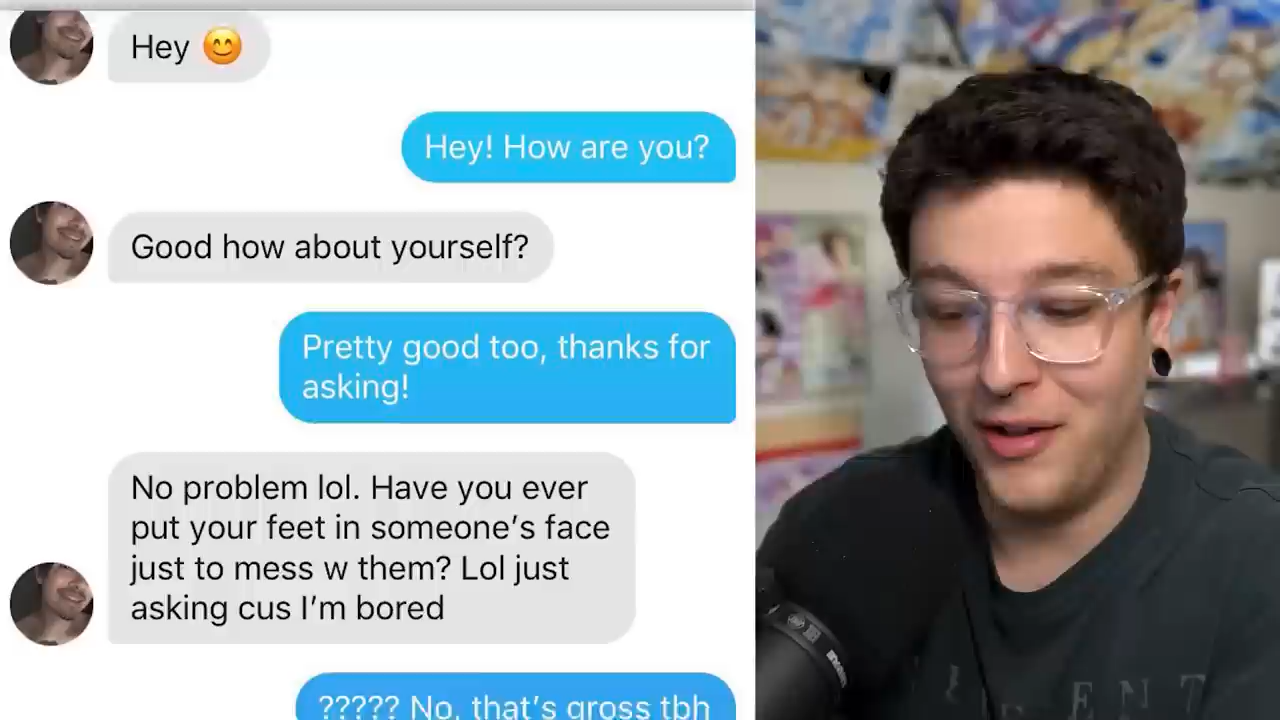 Hey 😊
Hey! How are you?
Good how about yourself?
Pretty good too, thanks for
asking!
No problem lol. Have you ever
put your feet in someone’s face
just to mess w them? Lol just
asking cus I’m bored
????? No, that’s gross tbh